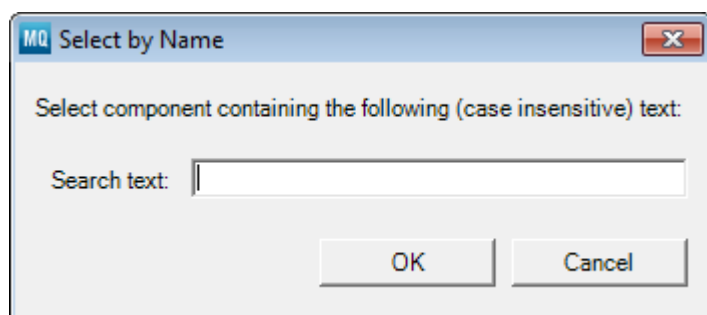 MQ Select by Name
Select component containing the following (case insensitive) text:
Search text:
OK Cancel